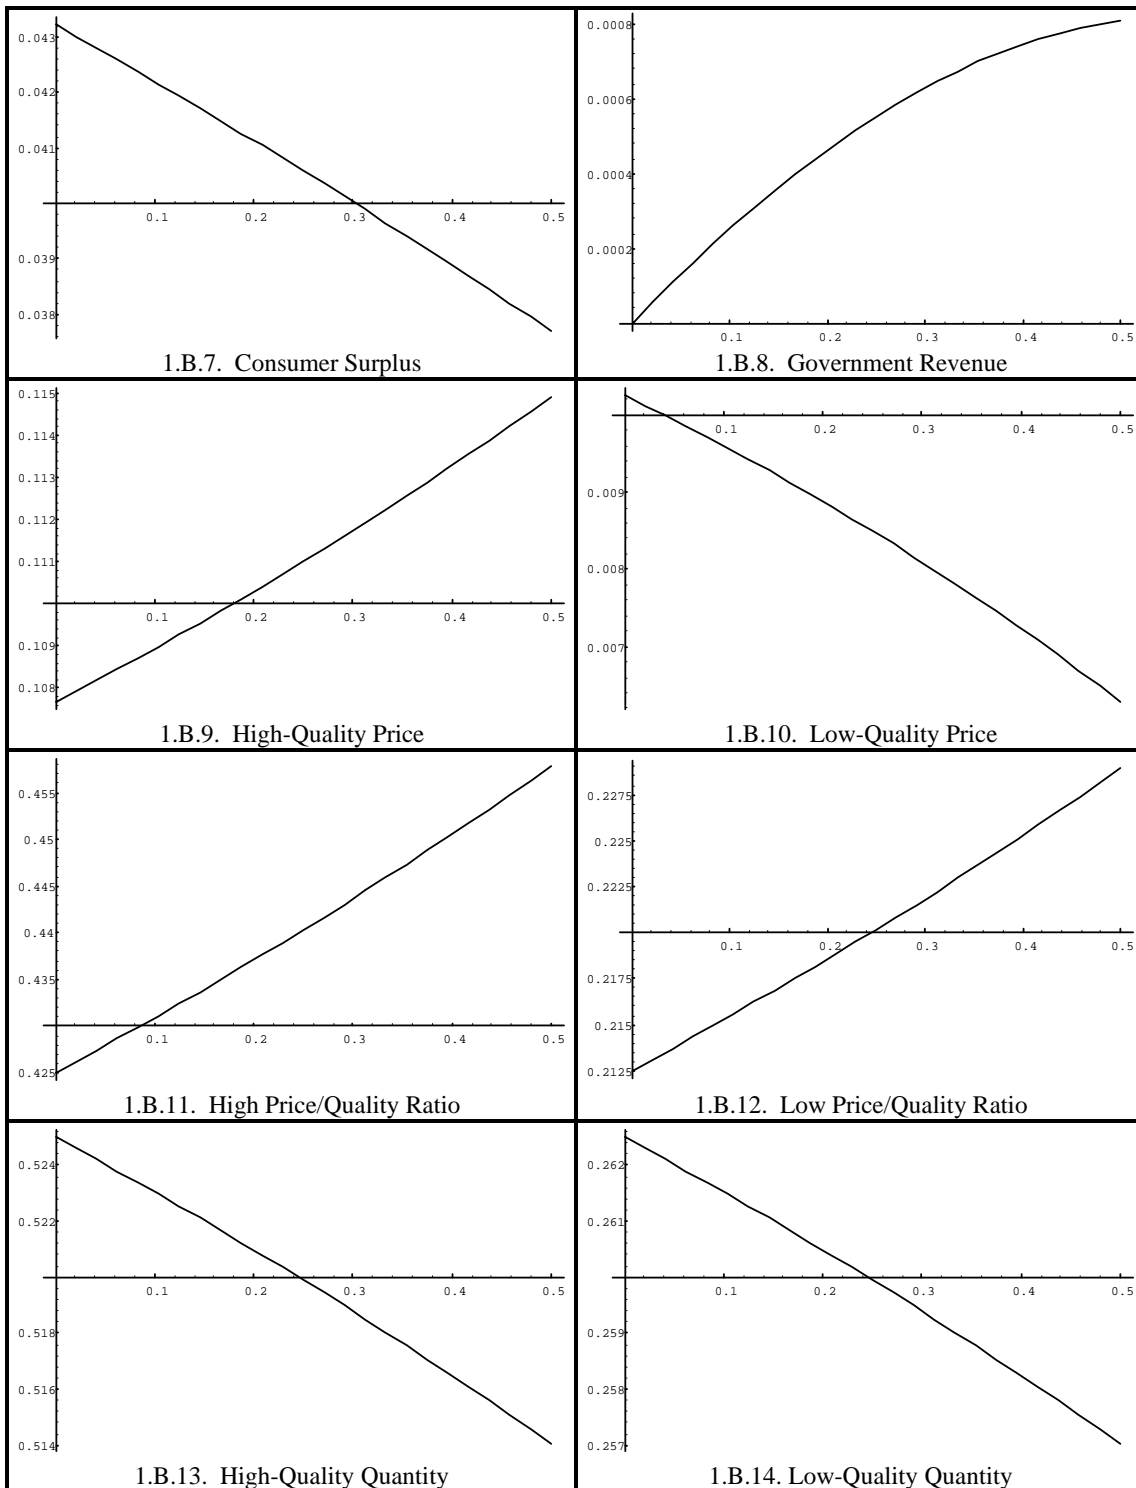 0.043
0.042
0.041
0.1 0.2 0.3 0.4 0.5
0.039
0.038
1.B.7. Consumer Surplus
0.0008
0.0006
0.0004
0.0002
0.1 0.2 0.3 0.4 0.5
1.B.8. Government Revenue
0.115
0.114
0.113
0.112
0.111
0.1 0.2 0.3 0.4 0.5
0.109
0.108
1.B.9. High-Quality Price
0.1 0.2 0.3 0.4 0.5
0.009
0.008
0.007
1.B.10. Low-Quality Price
0.455
0.45
0.445
0.44
0.435
0.1 0.2 0.3 0.4 0.5
0.425
1.B.11. High Price/Quality Ratio
0.2275
0.225
0.2225
0.1 0.2 0.3 0.4 0.5
0.2175
0.215
0.2125
1.B.12. Low Price/Quality Ratio
0.524
0.522
0.1 0.2 0.3 0.4 0.5
0.518
0.516
0.514
1.B.13. High-Quality Quantity
0.262
0.261
0.1 0.2 0.3 0.4 0.5
0.259
0.258
0.257
1.B.14. Low-Quality Quantity